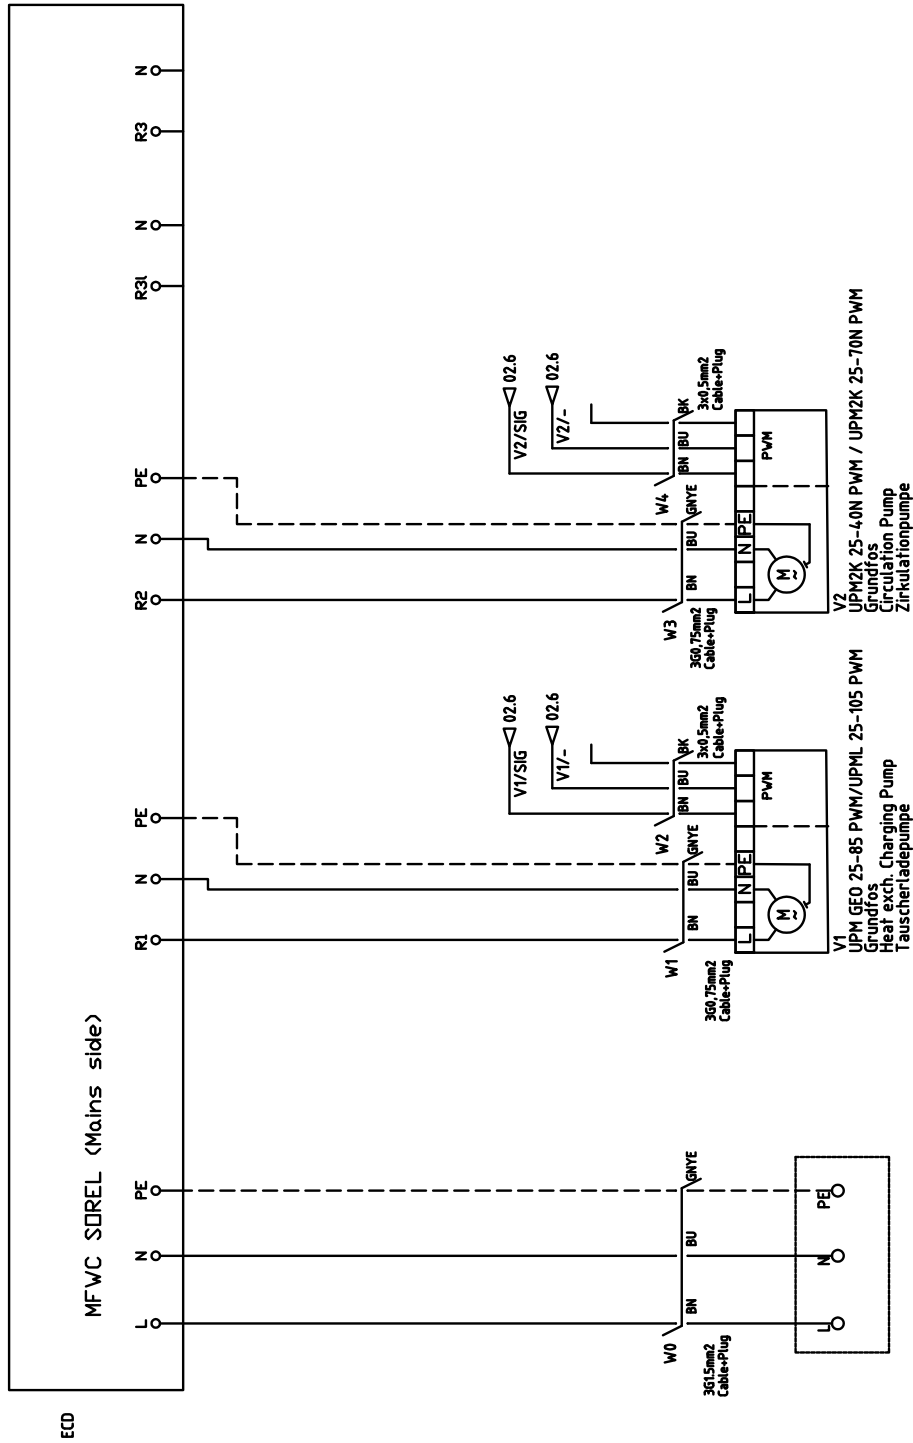 ECD
MFWC SOREL (Mains side)
L
N
PE
R1
N
PE
R2
N
PE
R3l
N
R3
N
V1/SIG
02.6
V1/-
02.6
V2/SIG
02.6
V2/-
02.6
W0
BN
BU
GNYE
3G1.5mm2
Cable+Plug
W1
BN
BU
GNYE
3G0,75mm2
Cable+Plug
W2
BN
BU
BK
3x0,5mm2
Cable+Plug
W3
BN
BU
GNYE
3G0,75mm2
Cable+Plug
W4
BN
BU
BK
3x0,5mm2
Cable+Plug
L
N
PE
L
N
PE
PWM
M
~
V1
UPM GEO 25-85 PWM/UPML 25-105 PWM
Grundfos
Heat exch. Charging Pump
Tauscherladepumpe
L
N
PE
PWM
M
~
V2
UPM2K 25-40N PWM / UPM2K 25-70N PWM
Grundfos
Circulation Pump
Zirkulationpumpe